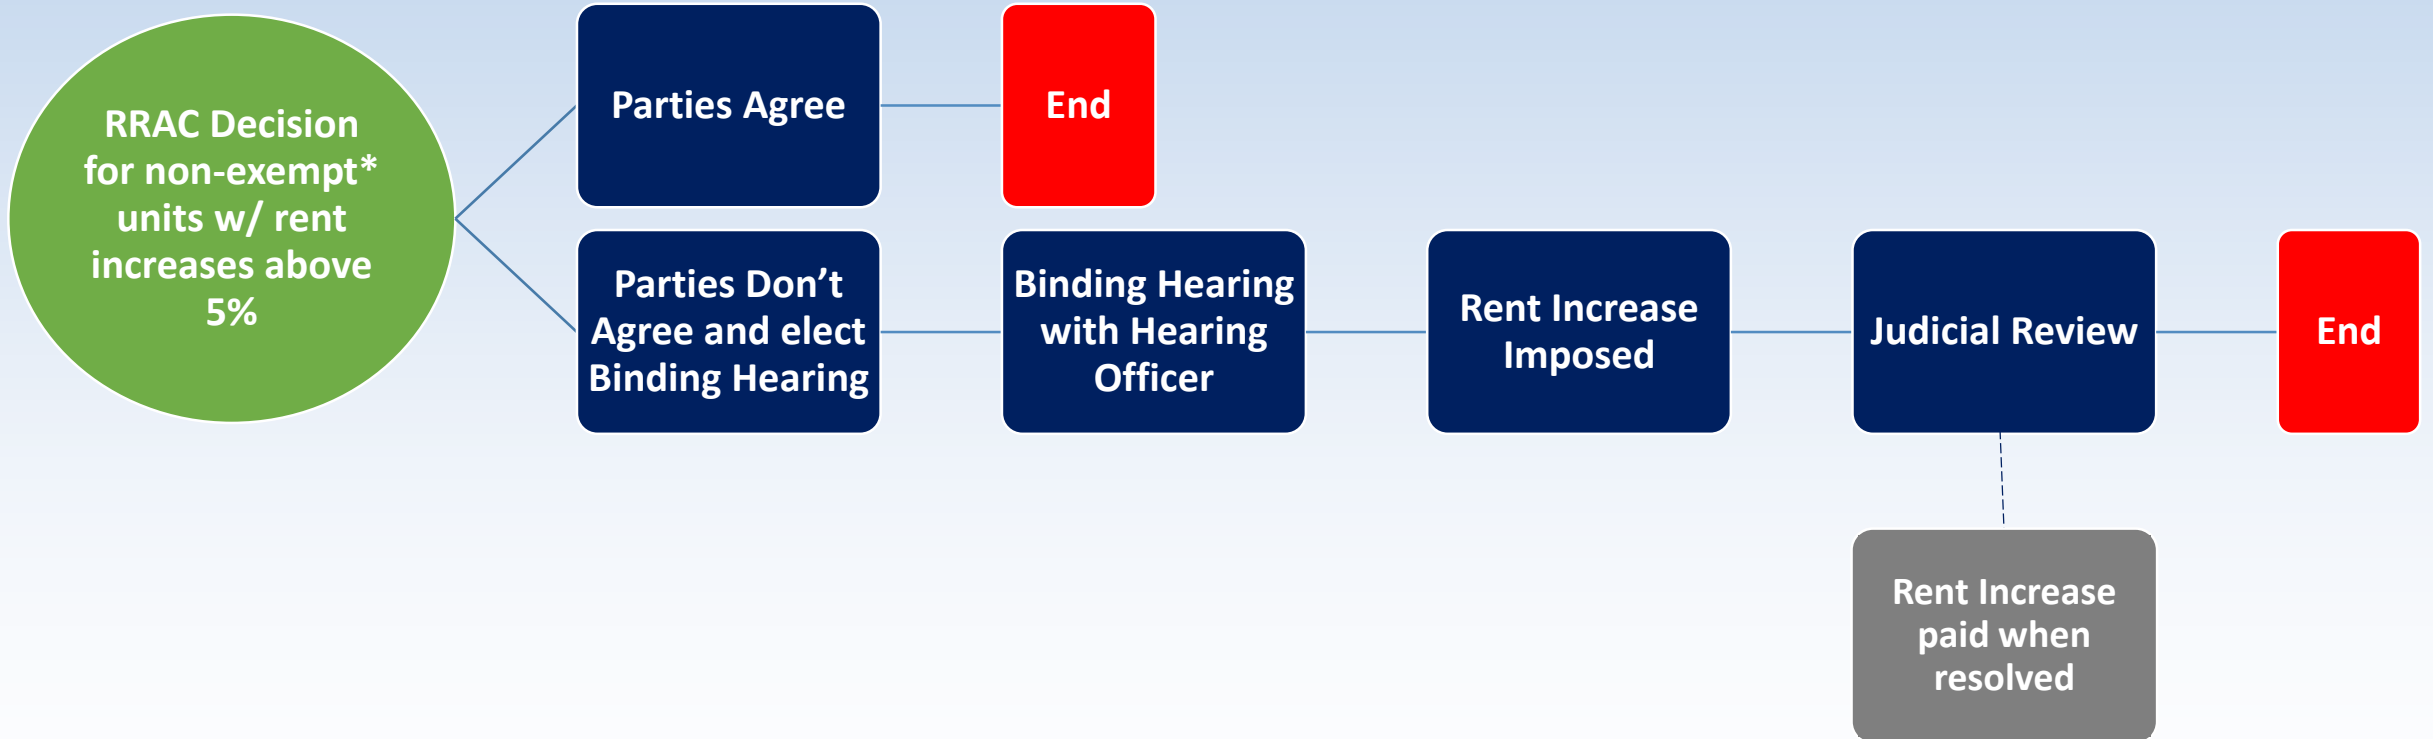 RRAC Decision
for non-exempt*
units w/ rent
increases above
5%
Parties Agree
End
Parties Don’t
Agree and elect
Binding Hearing
Binding Hearing
with Hearing
Officer
Rent Increase
Imposed
Judicial Review
End
Rent Increase
paid when
resolved